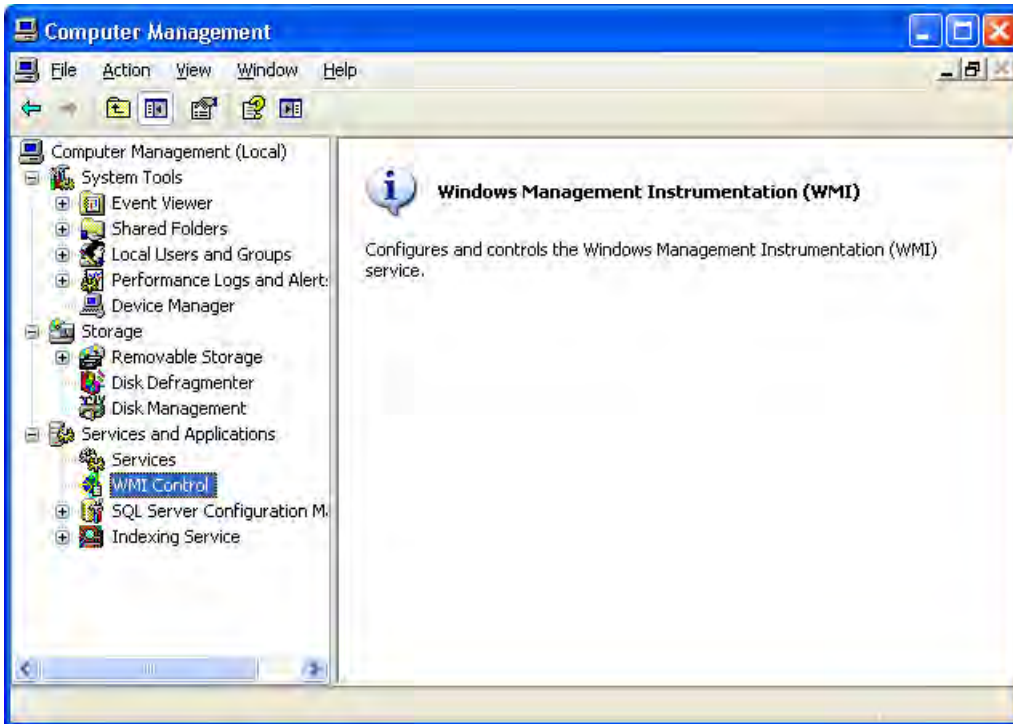 Computer Management
File Action View Window Help
Computer Management (Local)
System Tools
Event Viewer
Shared Folders
Local Users and Groups
Performance Logs and Alert
Device Manager
Storage
Removable Storage
Disk Defragmenter
Disk Management
Services and Applications
Services
WMI Control
SQL Server Configuration M
Indexing Service
Windows Management Instrumentation (WMI)
Configures and controls the Windows Management Instrumentation (WMI)
service.